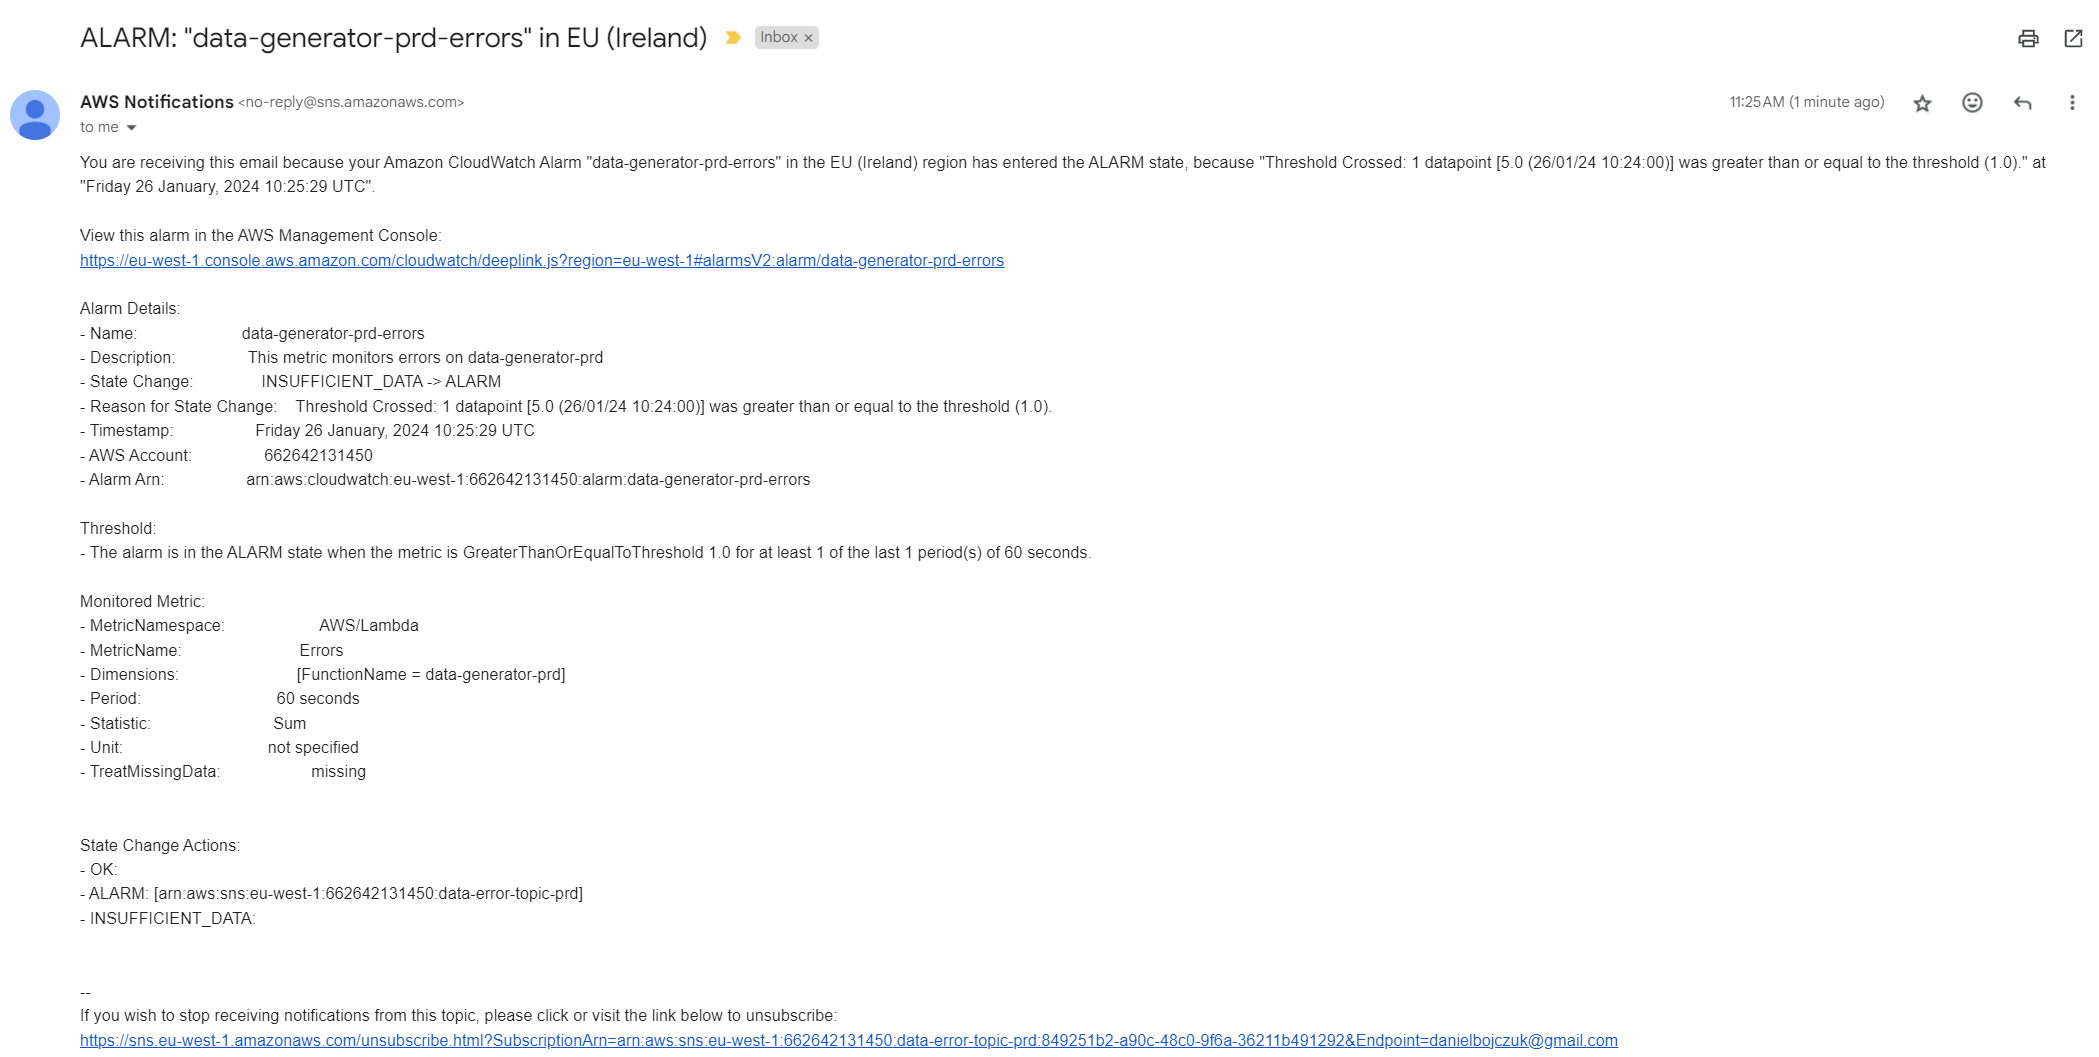 ALARM: "data-generator-prd-errors" in EU (Ireland) Inbox ×
AWS Notifications <no-reply@sns.amazonaws.com> 11:25 AM (1 minute ago)
to me
You are receiving this email because your Amazon CloudWatch Alarm "data-generator-prd-errors" in the EU (Ireland) region has entered the ALARM state, because "Threshold Crossed: 1 datapoint [5.0 (26/01/24 10:24:00)] was greater than or equal to the threshold (1.0)." at
"Friday 26 January, 2024 10:25:29 UTC".
View this alarm in the AWS Management Console:
https://eu-west-1.console.aws.amazon.com/cloudwatch/deeplink.js?region=eu-west-1#alarmsV2:alarm/data-generator-prd-errors
Alarm Details:
- Name: data-generator-prd-errors
- Description: This metric monitors errors on data-generator-prd
- State Change: INSUFFICIENT_DATA -> ALARM
- Reason for State Change: Threshold Crossed: 1 datapoint [5.0 (26/01/24 10:24:00)] was greater than or equal to the threshold (1.0).
- Timestamp: Friday 26 January, 2024 10:25:29 UTC
- AWS Account: 662642131450
- Alarm Arn: arn:aws:cloudwatch:eu-west-1:662642131450:alarm:data-generator-prd-errors
Threshold:
- The alarm is in the ALARM state when the metric is GreaterThanOrEqualToThreshold 1.0 for at least 1 of the last 1 period(s) of 60 seconds.
Monitored Metric:
- MetricNamespace: AWS/Lambda
- MetricName: Errors
- Dimensions: [FunctionName = data-generator-prd]
- Period: 60 seconds
- Statistic: Sum
- Unit: not specified
- TreatMissingData: missing
State Change Actions:
- OK:
- ALARM: [arn:aws:sns:eu-west-1:662642131450:data-error-topic-prd]
- INSUFFICIENT_DATA:
--
If you wish to stop receiving notifications from this topic, please click or visit the link below to unsubscribe:
https://sns.eu-west-1.amazonaws.com/unsubscribe.html?SubscriptionArn=arn:aws:sns:eu-west-1:662642131450:data-error-topic-prd:849251b2-a90c-48c0-9f6a-36211b491292&Endpoint=danielbojczuk@gmail.com